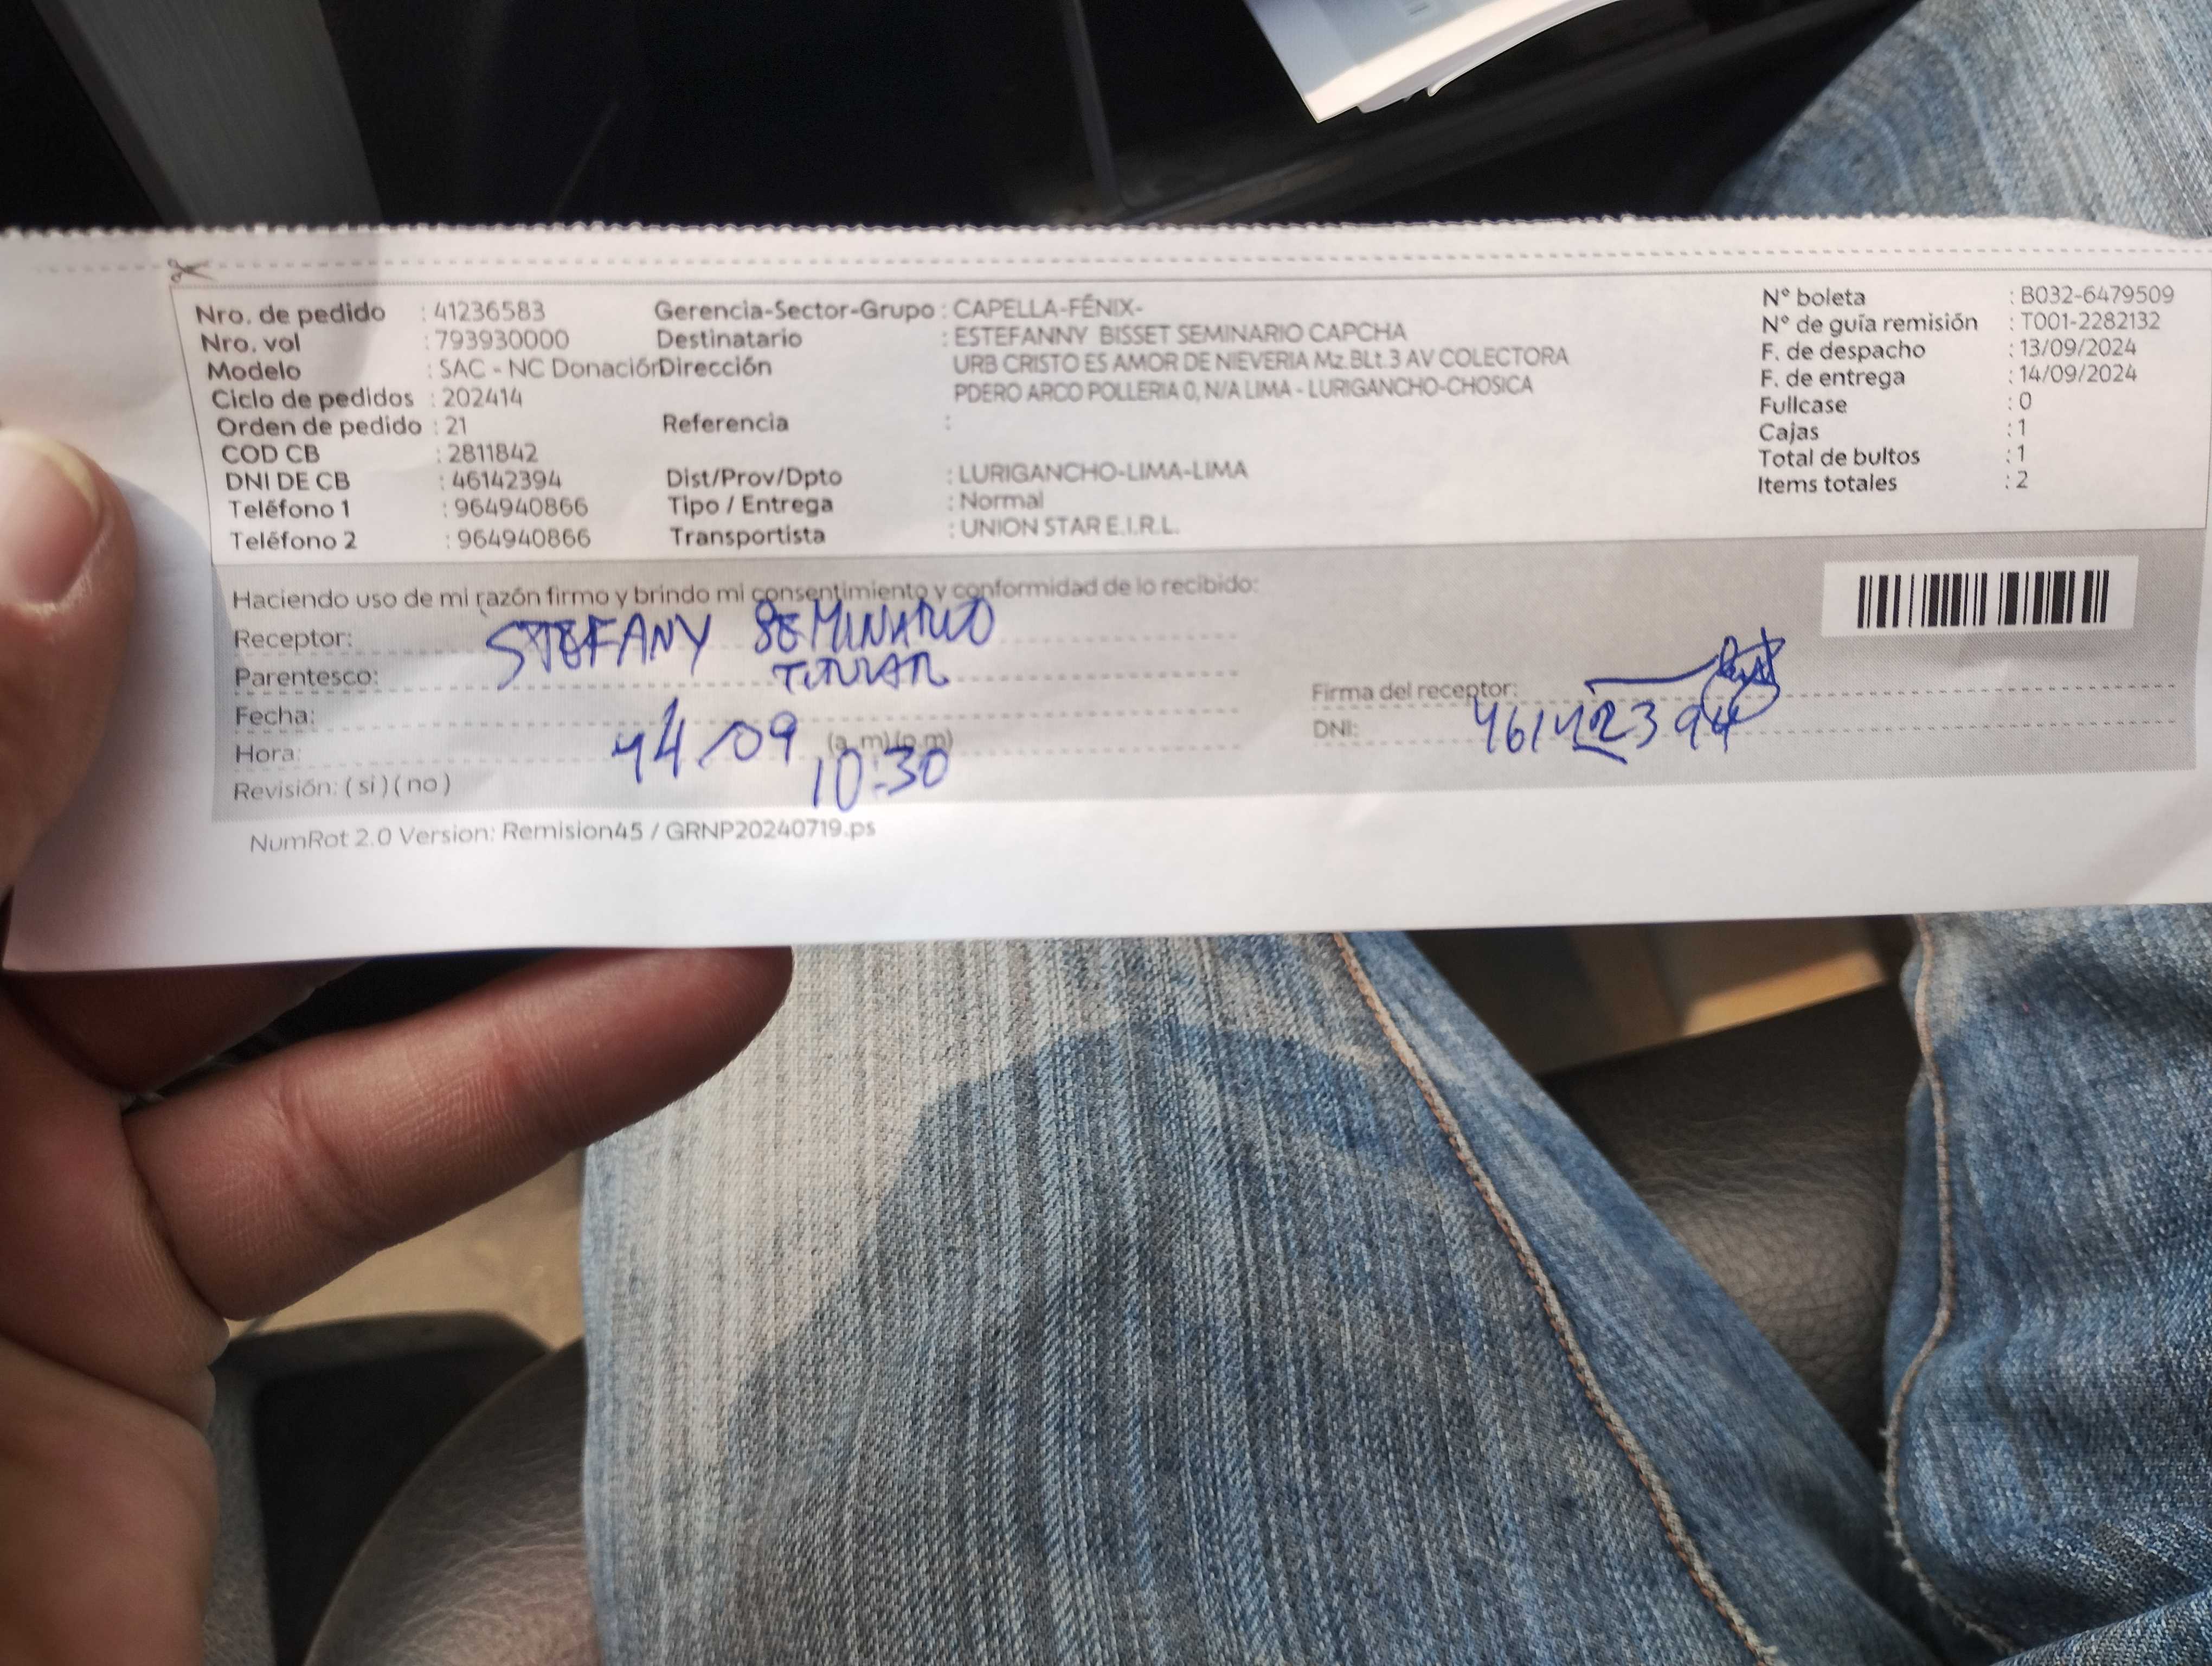 Nro. de pedido : 41236583
Nro. vol : 793930000
Modelo : SAC - NC Donación
Ciclo de pedidos : 202414
Orden de pedido : 21
COD CB : 2811842
DNI DE CB : 46142394
Teléfono 1 : 964940866
Teléfono 2 : 964940866
Gerencia-Sector-Grupo : CAPELLA-FÉNIX-
Destinatario : ESTEFANNY BISSET SEMINARIO CAPCHA
Dirección URB CRISTO ES AMOR DE NIEVERIA Mz.BLt.3 AV COLECTORA
PDERO ARCO POLLERIA 0, N/A LIMA - LURIGANCHO-CHOSICA
Referencia :
Dist/Prov/Dpto : LURIGANCHO-LIMA-LIMA
Tipo / Entrega : Normal
Transportista : UNION STAR E.I.R.L.
N° boleta : B032-6479509
N° de guía remisión : T001-2282132
F. de despacho : 13/09/2024
F. de entrega : 14/09/2024
Fullcase : 0
Cajas : 1
Total de bultos : 1
Items totales : 2
Haciendo uso de mi razón firmo y brindo mi consentimiento y conformidad de lo recibido:
Receptor: STEFANY SEMINARIO
Parentesco: TITULAR
Fecha: 14/09
Hora: (a.m)(p.m) 10:30
Revisión: ( si ) ( no )
Firma del receptor:
DNI: 46142394
NumRot 2.0 Version: Remision45 / GRNP20240719.ps